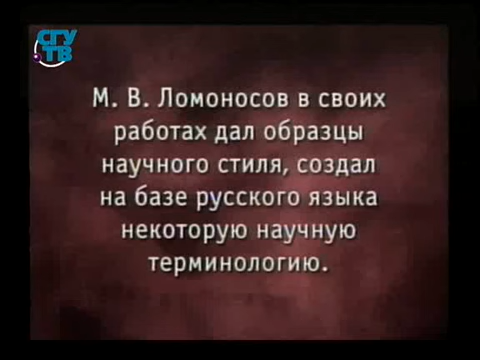 СГУ
ТВ
М. В. Ломоносов в своих
работах дал образцы
научного стиля, создал
на базе русского языка
некоторую научную
терминологию.